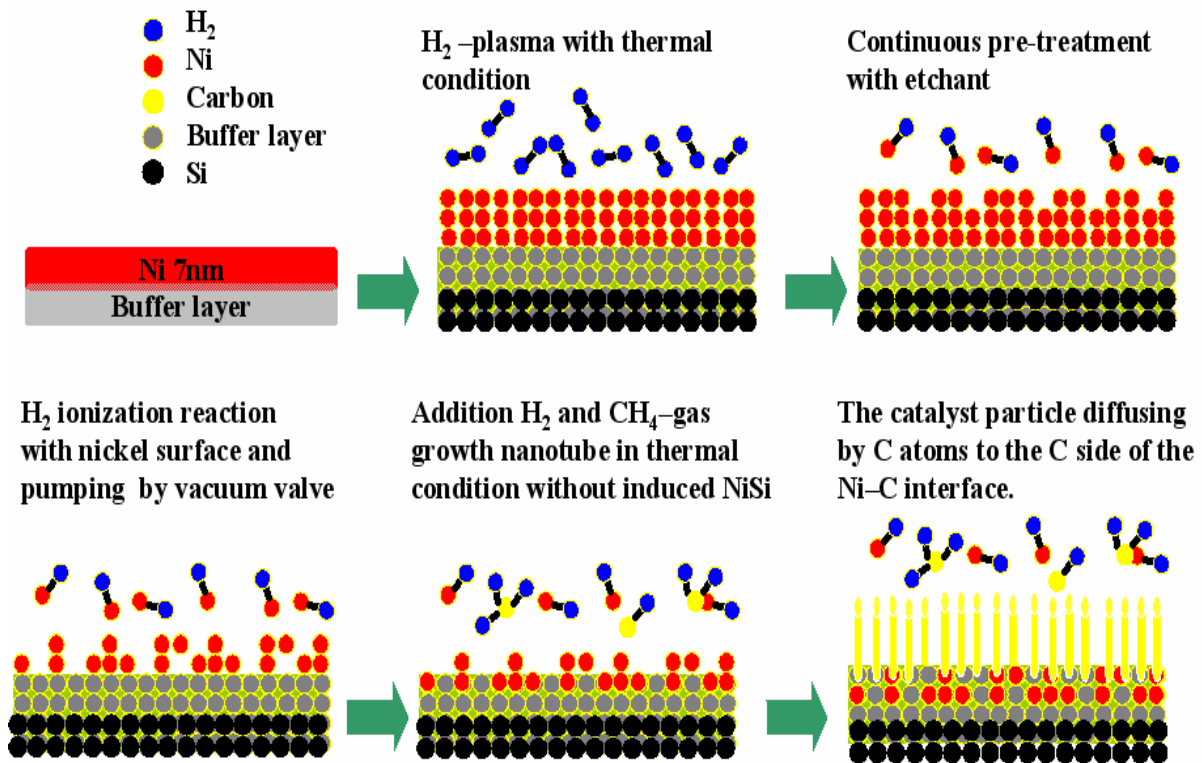 H₂
Ni
Carbon
Buffer layer
Si
Ni 7nm
Buffer layer
H₂ –plasma with thermal
condition
Continuous pre-treatment
with etchant
H₂ ionization reaction
with nickel surface and
pumping by vacuum valve
Addition H₂ and CH₄–gas
growth nanotube in thermal
condition without induced NiSi
The catalyst particle diffusing
by C atoms to the C side of the
Ni–C interface.